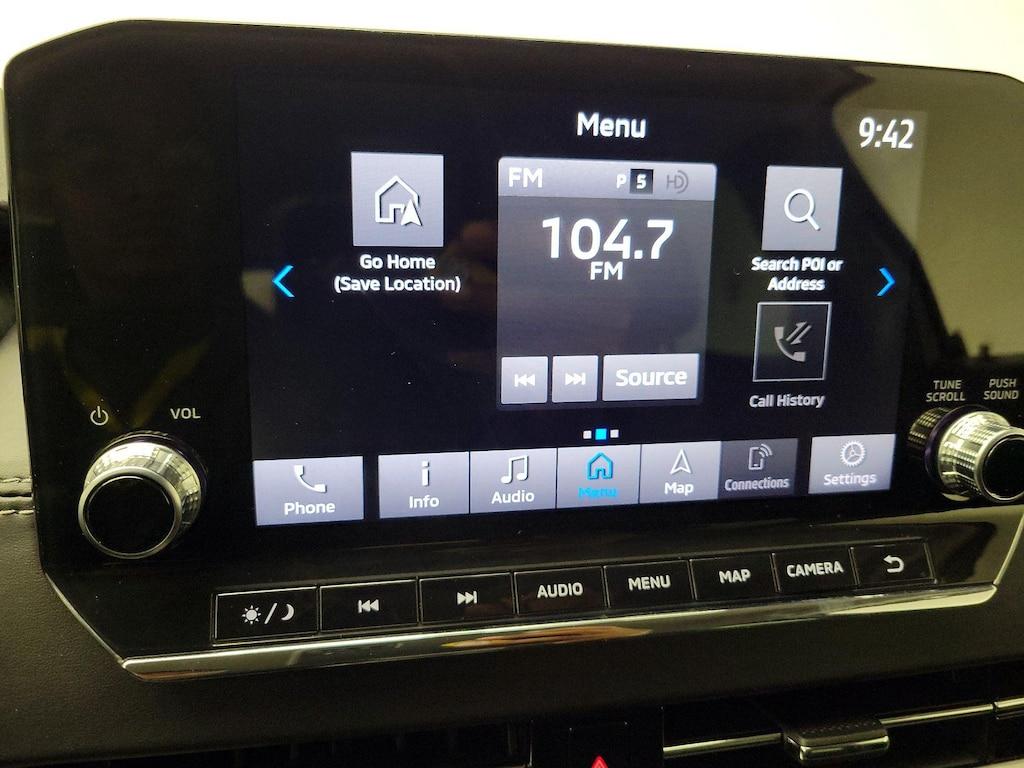 Menu
9:42
FM P 5 HD
104.7
FM
Go Home
(Save Location)
Search POI or
Address
Source
Call History
VOL
TUNE
SCROLL
PUSH
SOUND
Phone
Info
Audio
Menu
Map
Connections
Settings
AUDIO
MENU
MAP
CAMERA